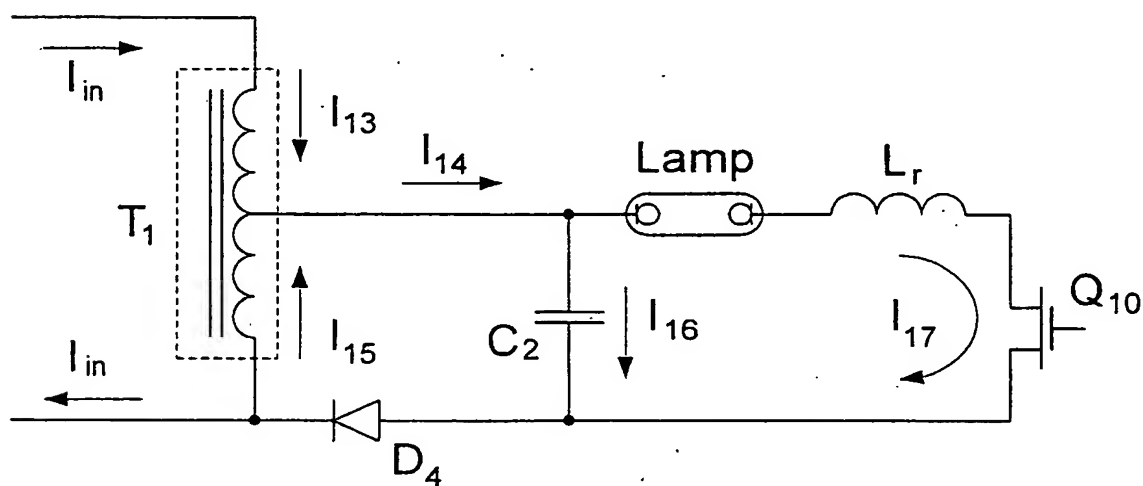 I_in
I_13
I_14
Lamp
L_r
T_1
I_15
C_2
I_16
I_17
Q_10
I_in
D_4